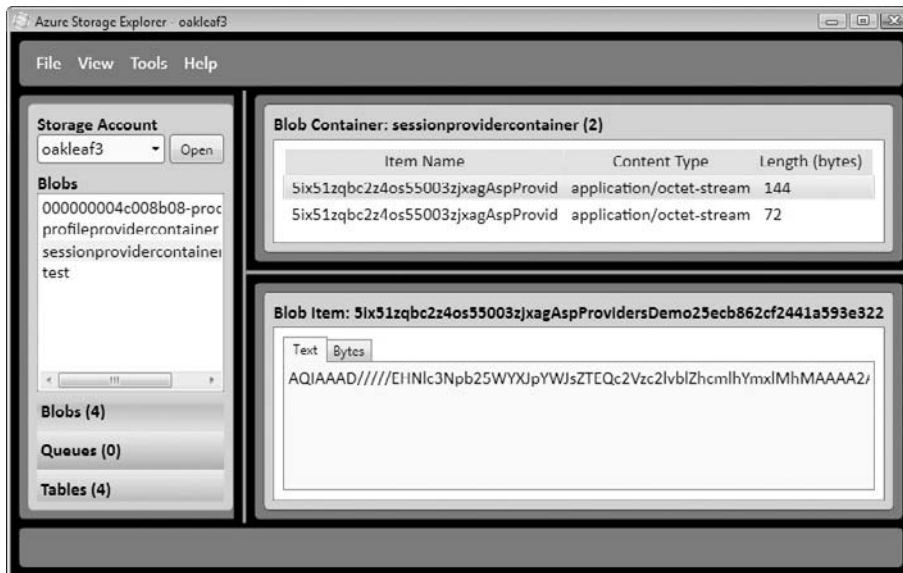 Azure Storage Explorer - oakleaf3
File View Tools Help
Storage Account
oakleaf3
Open
Blobs
000000004c008b08-proc
profileprovidercontainer
sessionprovidercontainer
test
Blobs (4)
Queues (0)
Tables (4)
Blob Container: sessionprovidercontainer (2)
Item Name Content Type Length (bytes)
5ix51zqbc2z4os55003zjxagAspProvid application/octet-stream 144
5ix51zqbc2z4os55003zjxagAspProvid application/octet-stream 72
Blob Item: 5ix51zqbc2z4os55003zjxagAspProvidersDemo25ecb862cf2441a593e322
Text Bytes
AQIAAAD/////EHNlc3Npb25WYXJpYWJsZTEQc2Vzc2lvblZhcmlhYmxlMhMAAAA2A